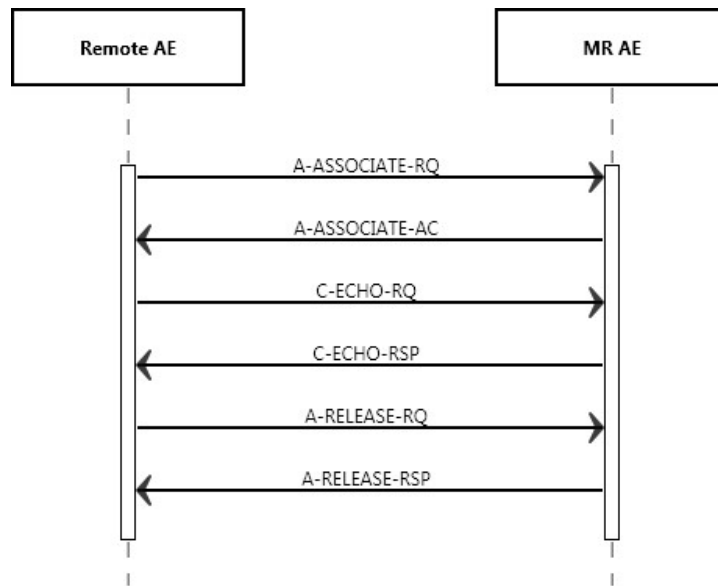 Remote AE
MR AE
A-ASSOCIATE-RQ
A-ASSOCIATE-AC
C-ECHO-RQ
C-ECHO-RSP
A-RELEASE-RQ
A-RELEASE-RSP